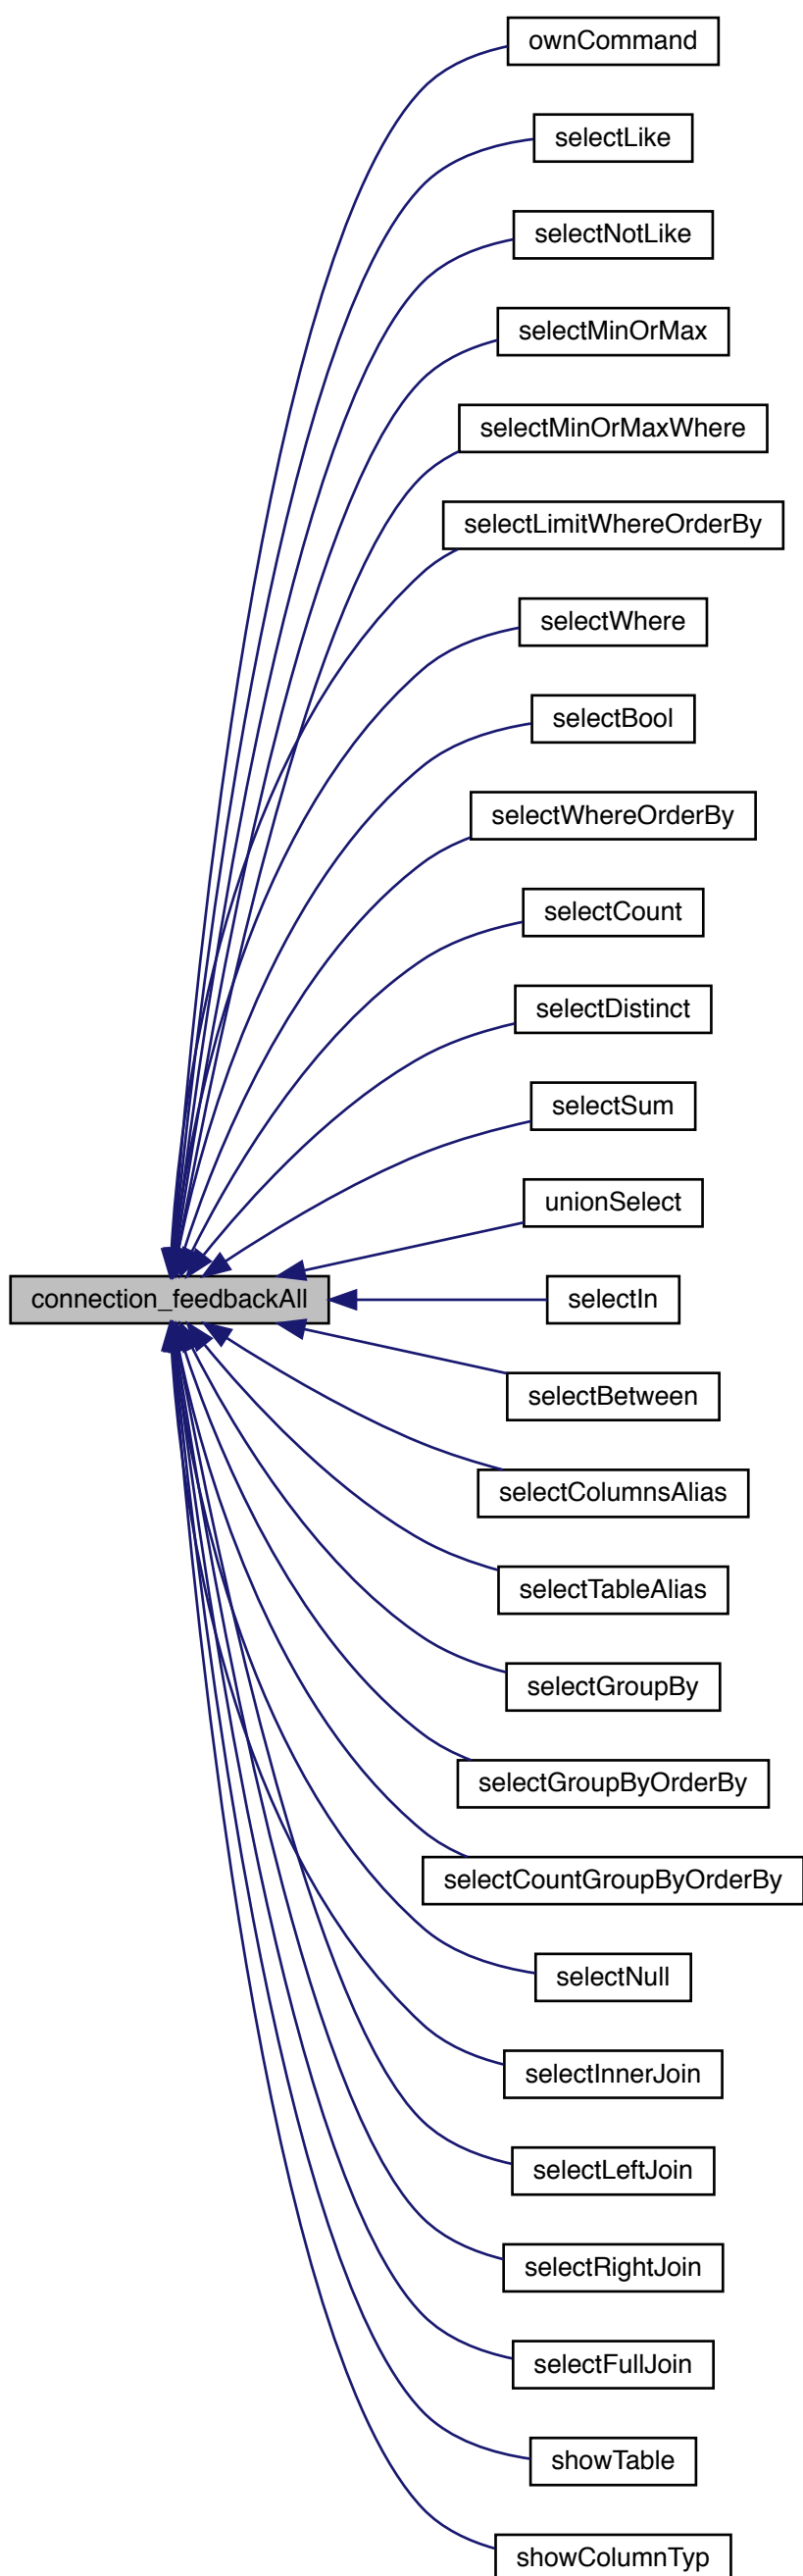 ownCommand
selectLike
selectNotLike
selectMinOrMax
selectMinOrMaxWhere
selectLimitWhereOrderBy
selectWhere
selectBool
selectWhereOrderBy
selectCount
selectDistinct
selectSum
unionSelect
connection_feedbackAll
selectIn
selectBetween
selectColumnsAlias
selectTableAlias
selectGroupBy
selectGroupByOrderBy
selectCountGroupByOrderBy
selectNull
selectInnerJoin
selectLeftJoin
selectRightJoin
selectFullJoin
showTable
showColumnTyp